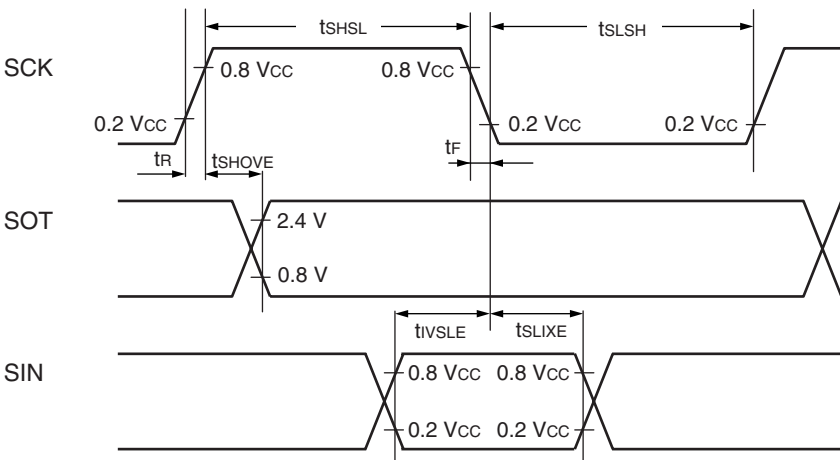 tSHSL
tSLSH
SCK
0.8 VCC
0.8 VCC
0.2 VCC
0.2 VCC
0.2 VCC
tR
tSHOVE
tF
SOT
2.4 V
0.8 V
tIVSLE
tSLIXE
SIN
0.8 VCC
0.8 VCC
0.2 VCC
0.2 VCC